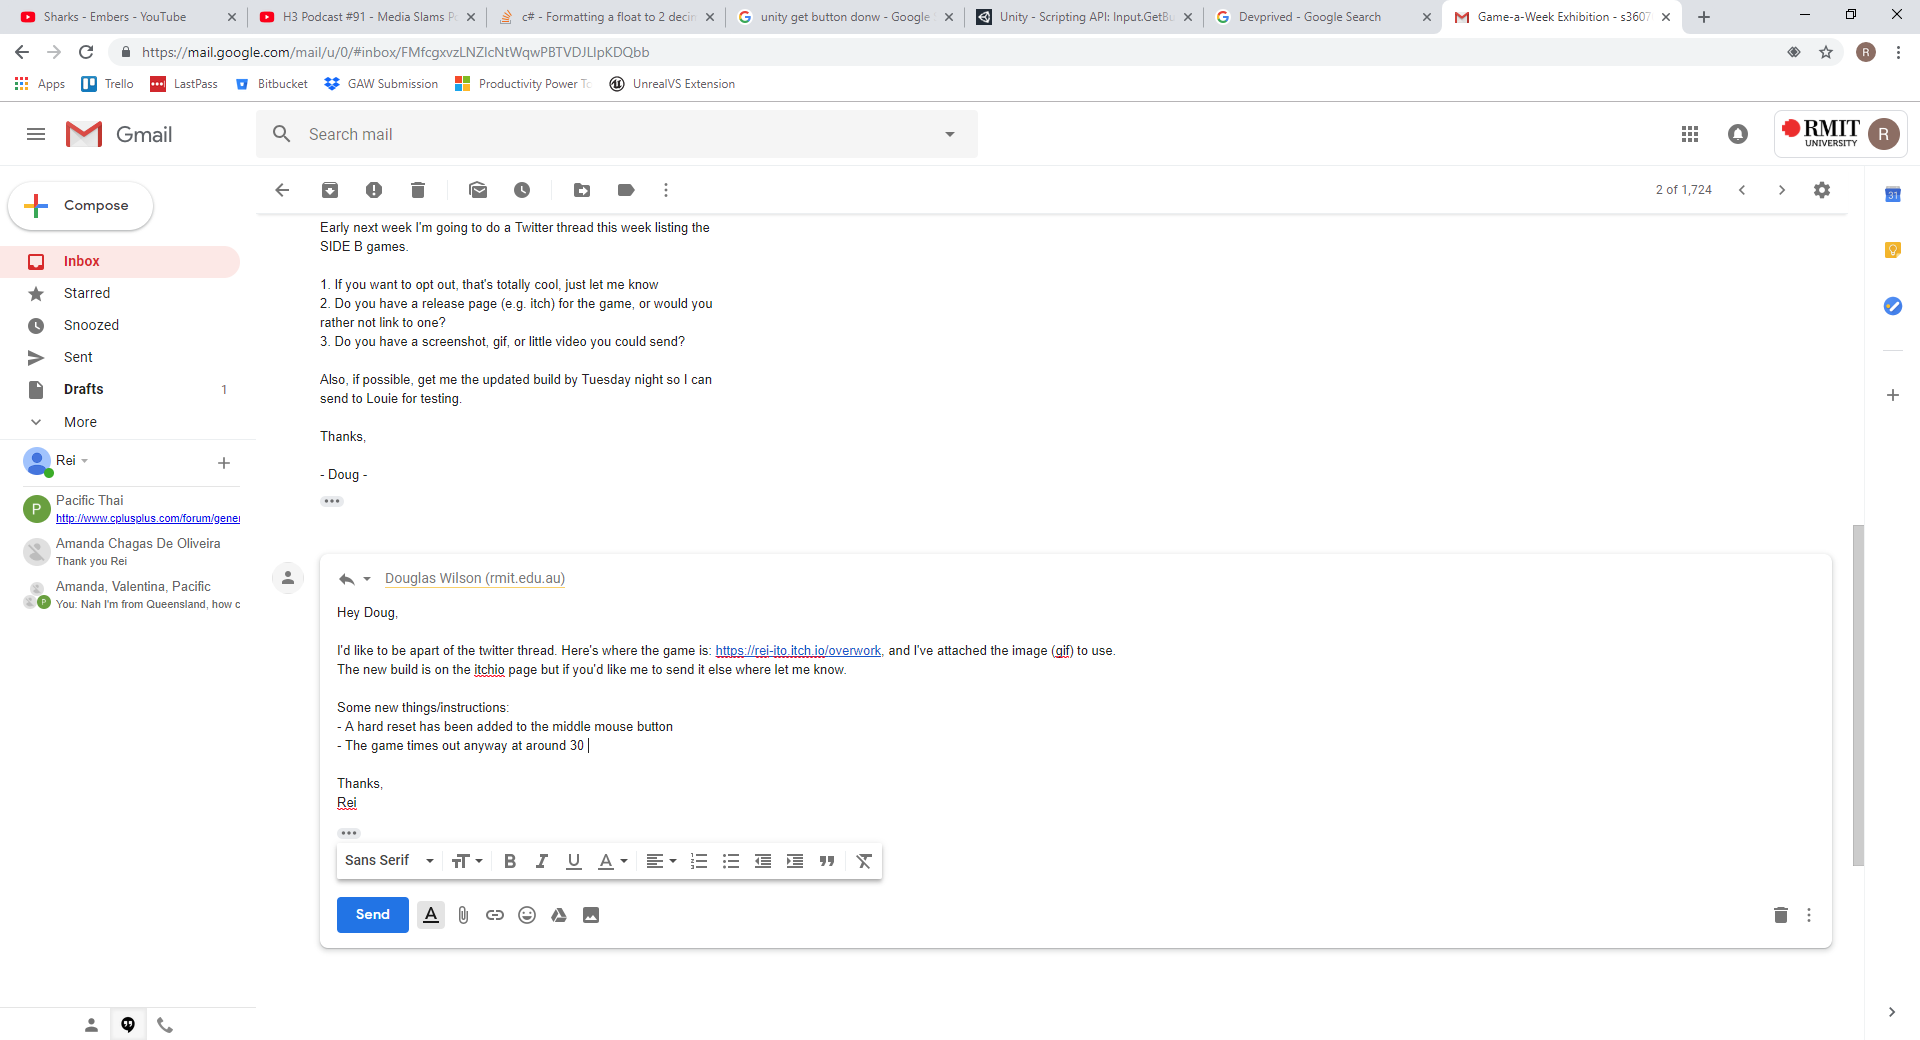 Sharks - Embers - YouTube
H3 Podcast #91 - Media Slams P
c# - Formatting a float to 2 decin
unity get button donw - Google
Unity - Scripting API: Input.GetBu
Devprived - Google Search
Game-a-Week Exhibition - s3607
https://mail.google.com/mail/u/0/#inbox/FMfcgxvzLNZlcNtWqwPBTVDJLlpKDQbb
R
Apps
Trello
LastPass
Bitbucket
GAW Submission
Productivity Power To
UnrealVS Extension
Gmail
Search mail
RMIT
UNIVERSITY
R
Compose
2 of 1,724
31
Inbox
Starred
Snoozed
Sent
Drafts 1
More
Rei
P
Pacific Thai
http://www.cplusplus.com/forum/gener
Amanda Chagas De Oliveira
Thank you Rei
P
Amanda, Valentina, Pacific
You: Nah I'm from Queensland, how c
Early next week I'm going to do a Twitter thread this week listing the
SIDE B games.
1. If you want to opt out, that's totally cool, just let me know
2. Do you have a release page (e.g. itch) for the game, or would you
rather not link to one?
3. Do you have a screenshot, gif, or little video you could send?
Also, if possible, get me the updated build by Tuesday night so I can
send to Louie for testing.
Thanks,
- Doug -
Douglas Wilson (rmit.edu.au)
Hey Doug,
I'd like to be apart of the twitter thread. Here's where the game is: https://rei-ito.itch.io/overwork, and I've attached the image (gif) to use.
The new build is on the itchio page but if you'd like me to send it else where let me know.
Some new things/instructions:
- A hard reset has been added to the middle mouse button
- The game times out anyway at around 30
Thanks,
Rei
Sans Serif
B I U A
Send
A